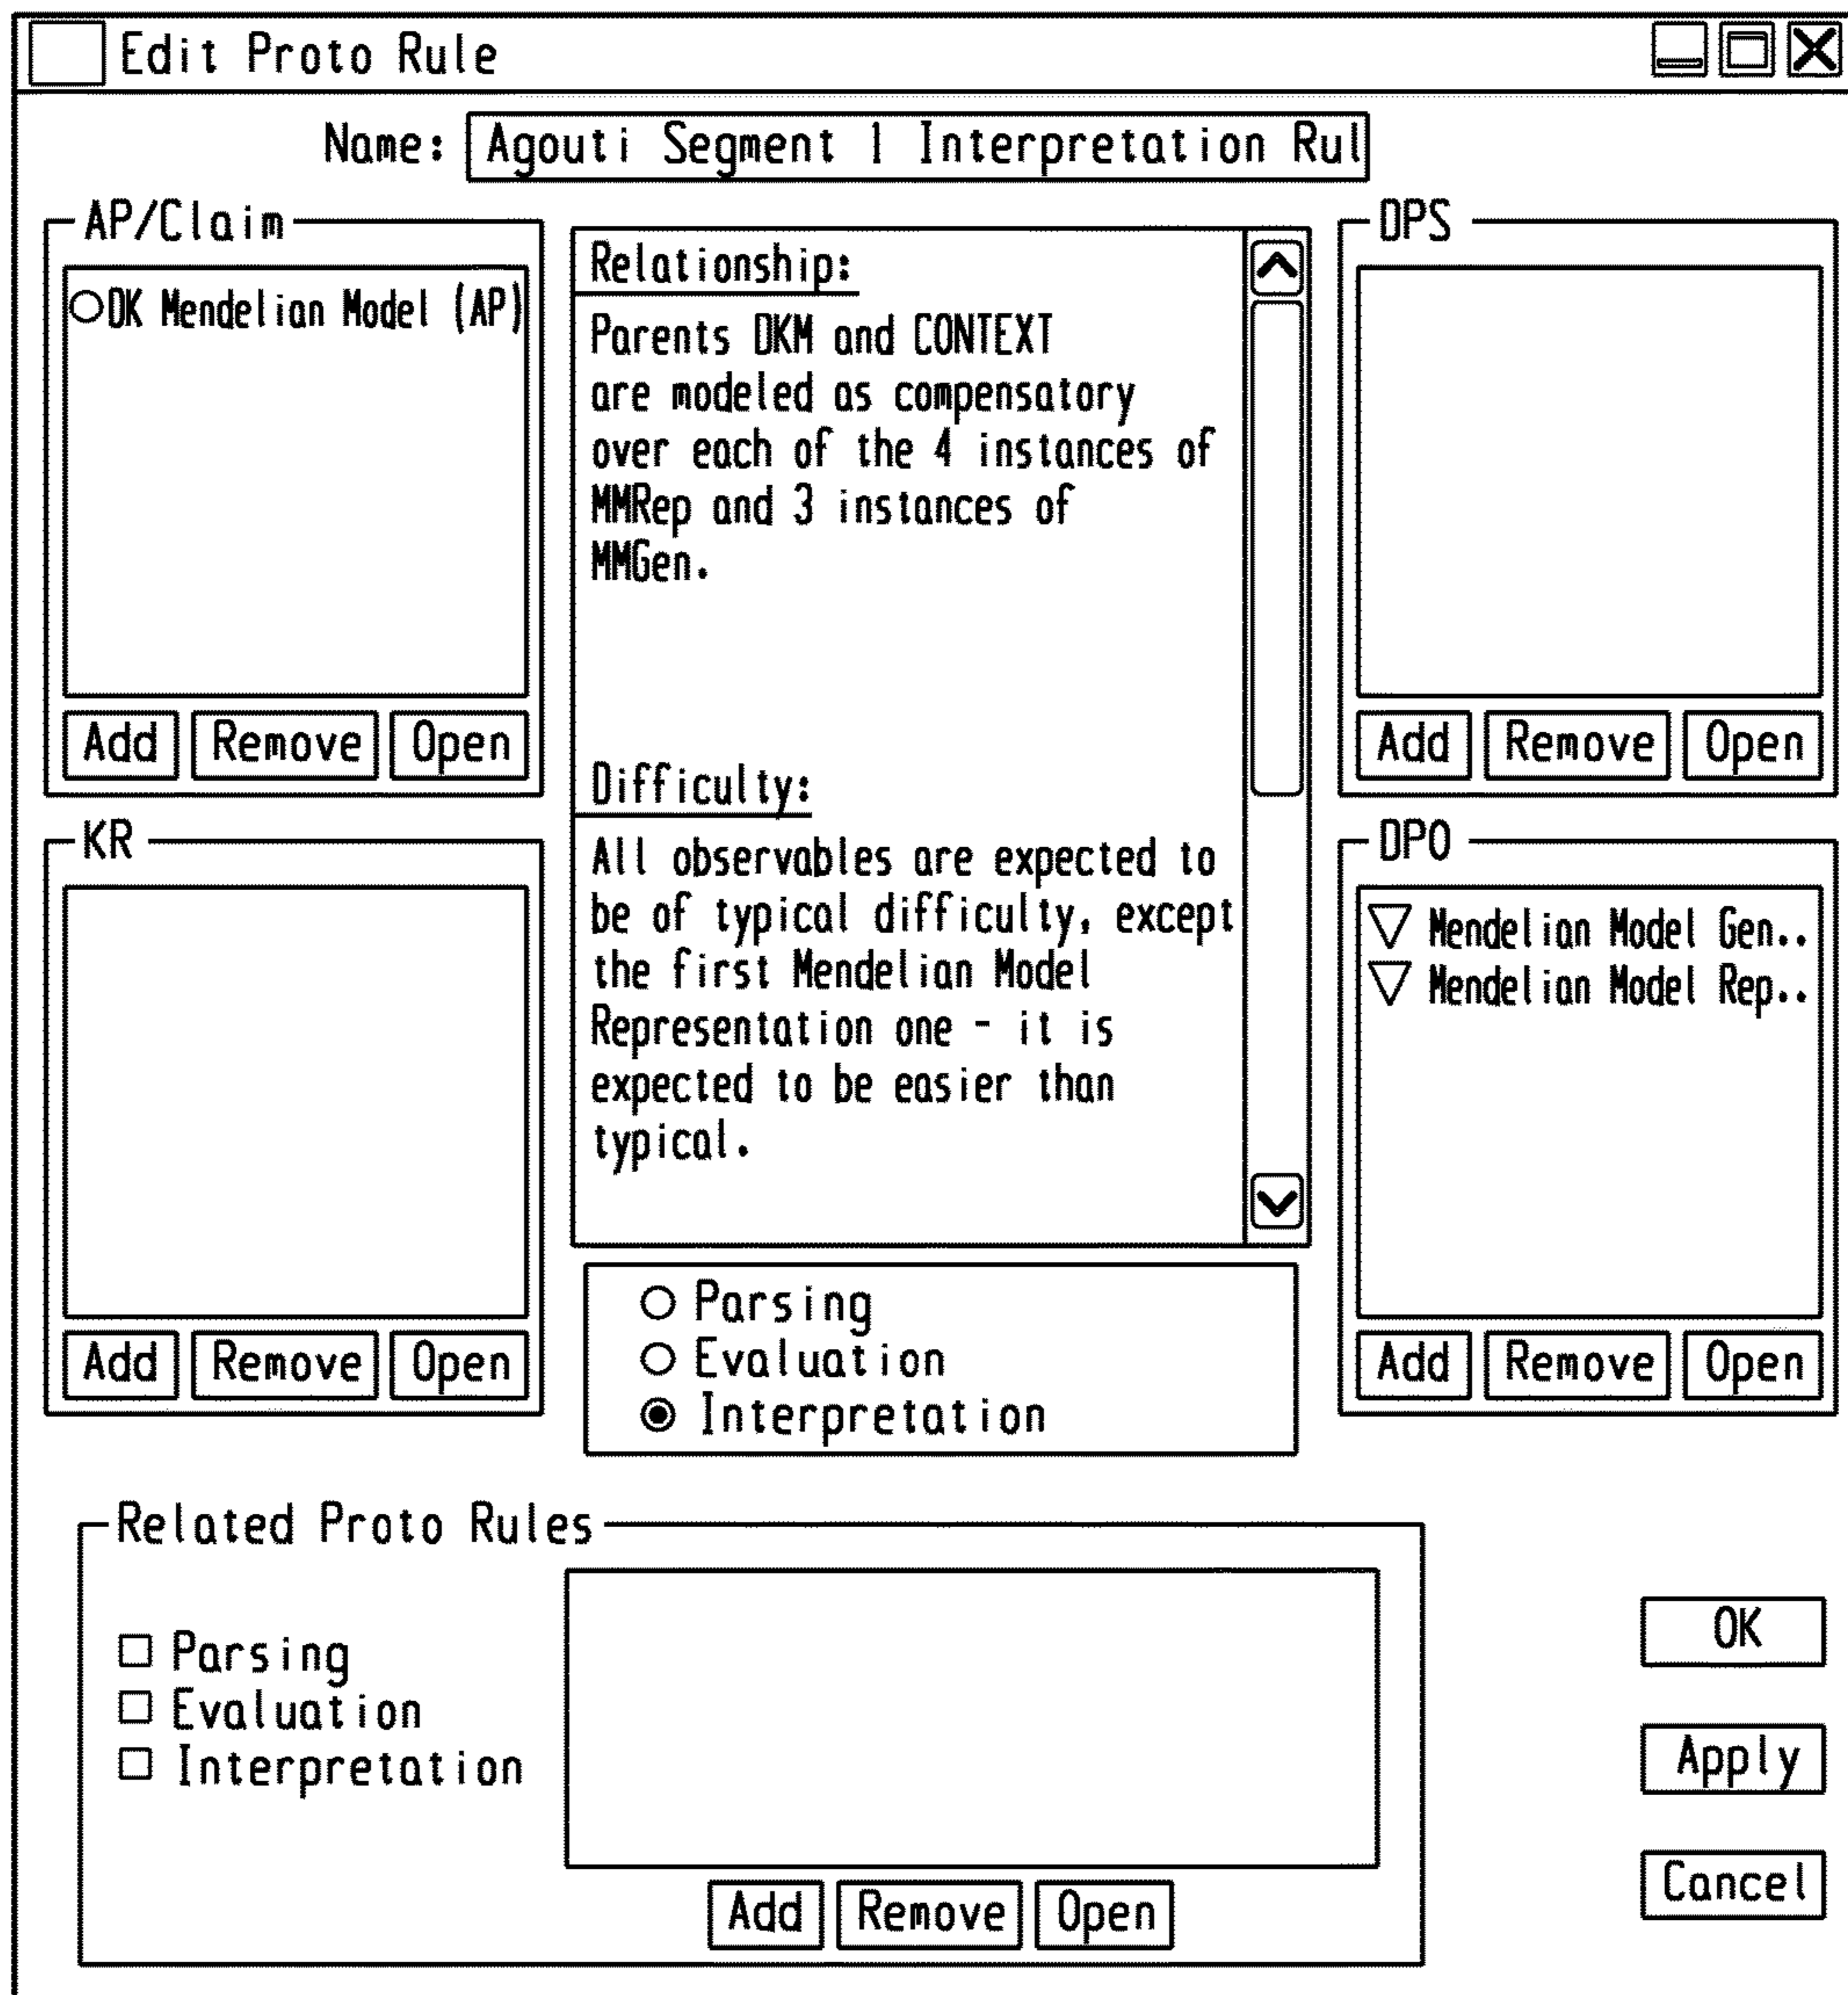 Edit Proto Rule
Name: Agouti Segment 1 Interpretation Rul
AP/Claim
DK Mendelian Model (AP)
Add Remove Open
KR
Add Remove Open
Relationship:
Parents DKM and CONTEXT
are modeled as compensatory
over each of the 4 instances of
MMRep and 3 instances of
MMGen.
Difficulty:
All observables are expected to
be of typical difficulty, except
the first Mendelian Model
Representation one - it is
expected to be easier than
typical.
Parsing
Evaluation
Interpretation
DPS
Add Remove Open
DPO
Mendelian Model Gen..
Mendelian Model Rep..
Add Remove Open
Related Proto Rules
Parsing
Evaluation
Interpretation
Add Remove Open
OK
Apply
Cancel